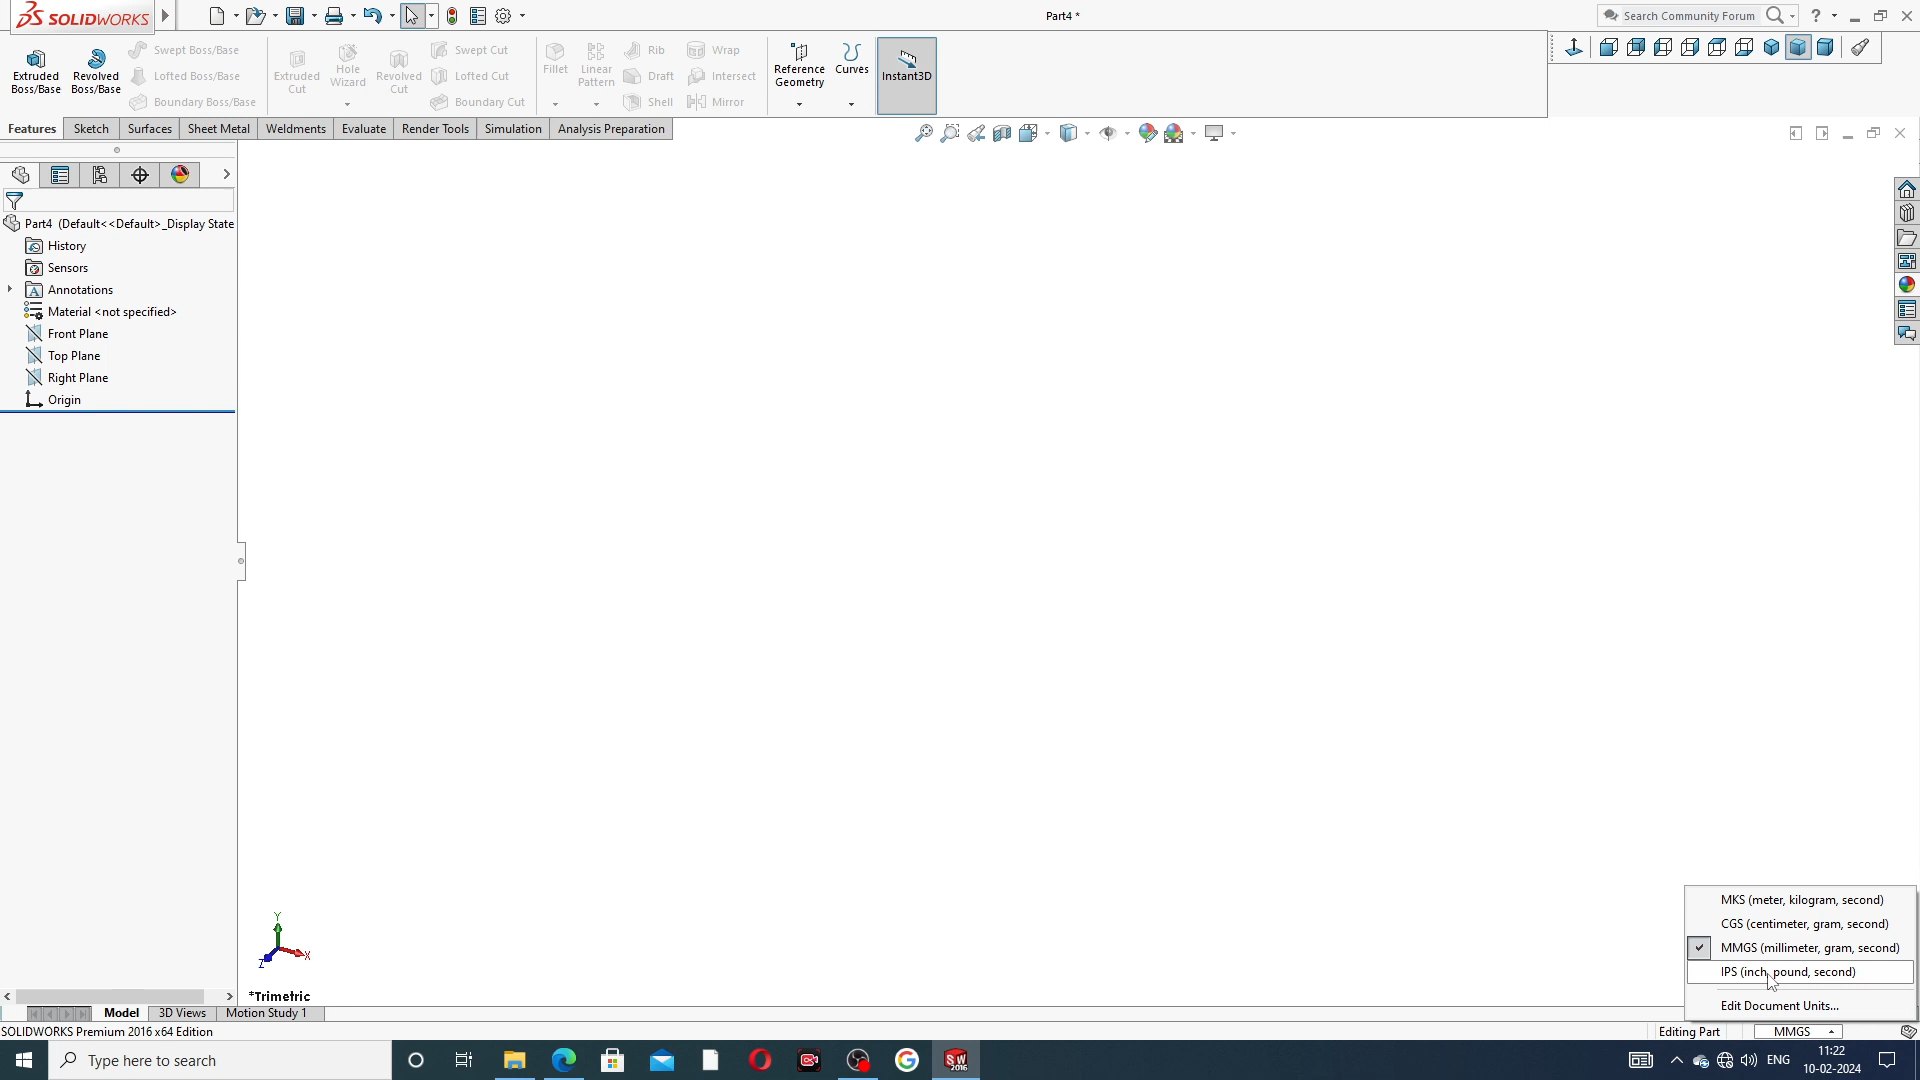 SOLIDWORKS
Part4 *
Search Community Forum
?
Extruded
Boss/Base
Revolved
Boss/Base
Swept Boss/Base
Lofted Boss/Base
Boundary Boss/Base
Extruded
Cut
Hole
Wizard
Revolved
Cut
Swept Cut
Lofted Cut
Boundary Cut
Fillet
Linear
Pattern
Rib
Draft
Shell
Wrap
Intersect
Mirror
Reference
Geometry
Curves
Instant3D
Features Sketch Surfaces Sheet Metal Weldments Evaluate Render Tools Simulation Analysis Preparation
Part4 (Default<<Default>_Display State
History
Sensors
A Annotations
Material <not specified>
Front Plane
Top Plane
Right Plane
Origin
Y
X
Z
*Trimetric
MKS (meter, kilogram, second)
CGS (centimeter, gram, second)
MMGS (millimeter, gram, second)
IPS (inch, pound, second)
Edit Document Units...
Model 3D Views Motion Study 1
SOLIDWORKS Premium 2016 x64 Edition
Editing Part
MMGS
Type here to search
G
SW
2016
ENG
11:22
10-02-2024